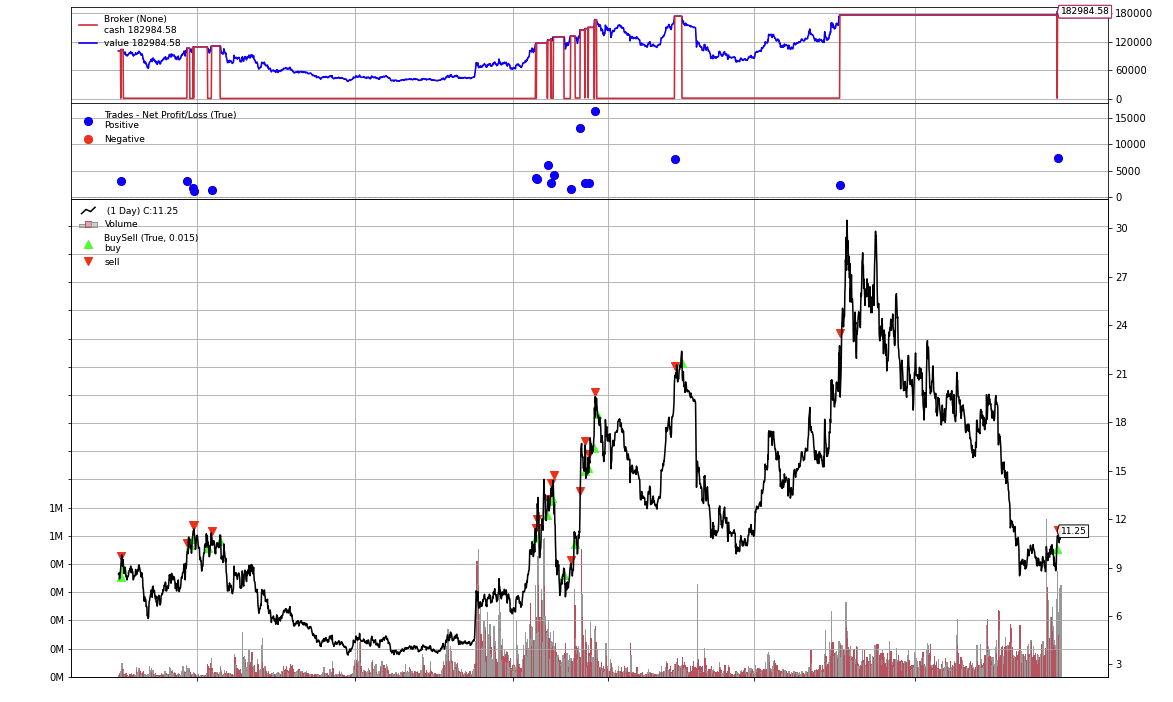 Broker (None)
cash 182984.58
value 182984.58
182984.58
180000
120000
60000
0
Trades - Net Profit/Loss (True)
Positive
Negative
15000
10000
5000
0
(1 Day) C:11.25
Volume
BuySell (True, 0.015)
buy
sell
30
27
24
21
18
15
12
9
6
3
11.25
1M
1M
0M
0M
0M
0M
0M